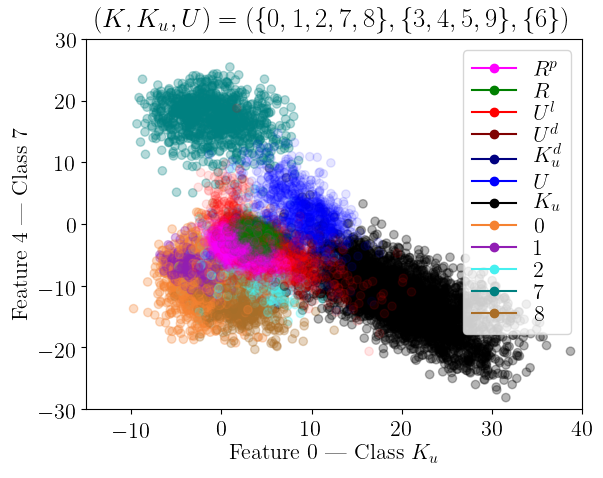 (K, K_u, U) = ({0, 1, 2, 7, 8}, {3, 4, 5, 9}, {6})
30
20
10
0
−10
−20
−30
Feature 4 — Class 7
R^p
R
U^l
U^d
K_u^d
U
K_u
0
1
2
7
8
−10
0
10
20
30
40
Feature 0 — Class K_u